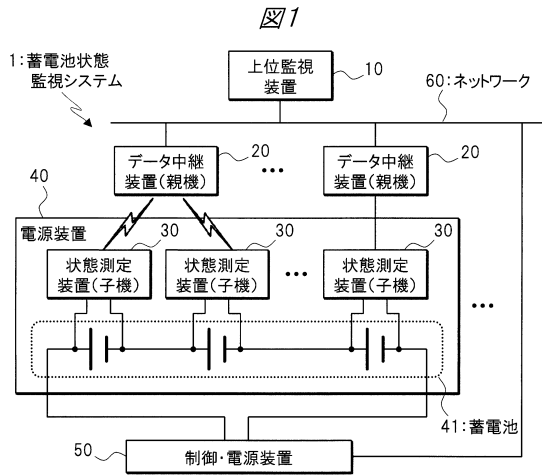 図1
1:蓄電池状態
監視システム
上位監視
装置
10
60:ネットワーク
データ中継
装置(親機)
20
•••
データ中継
装置(親機)
20
40
電源装置
状態測定
装置(子機)
30
状態測定
装置(子機)
30
•••
状態測定
装置(子機)
30
•••
41:蓄電池
50
制御・電源装置